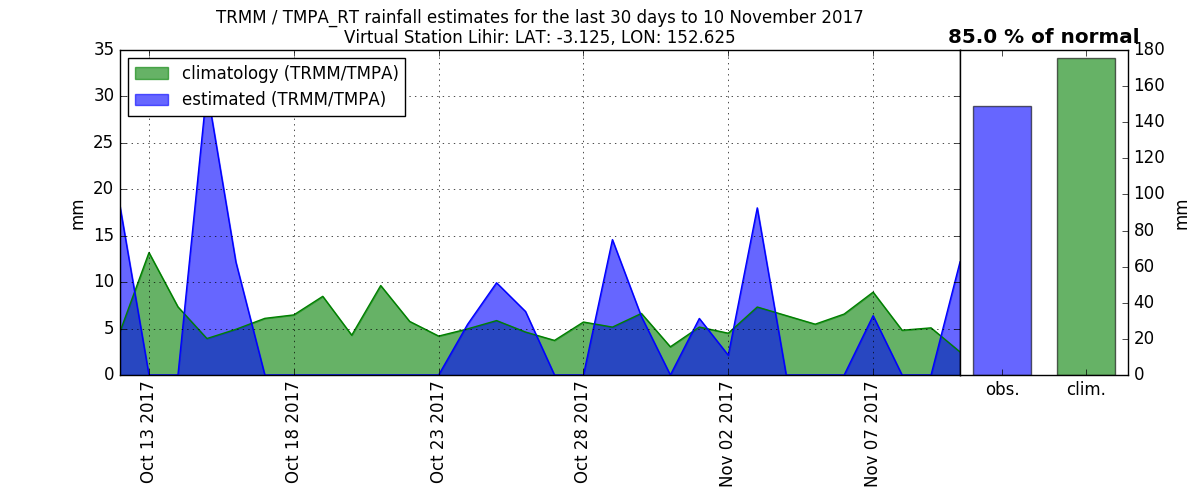 TRMM / TMPA_RT rainfall estimates for the last 30 days to 10 November 2017
Virtual Station Lihir: LAT: -3.125, LON: 152.625
85.0 % of normal
climatology (TRMM/TMPA)
estimated (TRMM/TMPA)
35
30
25
20
15
10
5
0
mm
Oct 13 2017
Oct 18 2017
Oct 23 2017
Oct 28 2017
Nov 02 2017
Nov 07 2017
obs.
clim.
180
160
140
120
100
80
60
40
20
0
mm